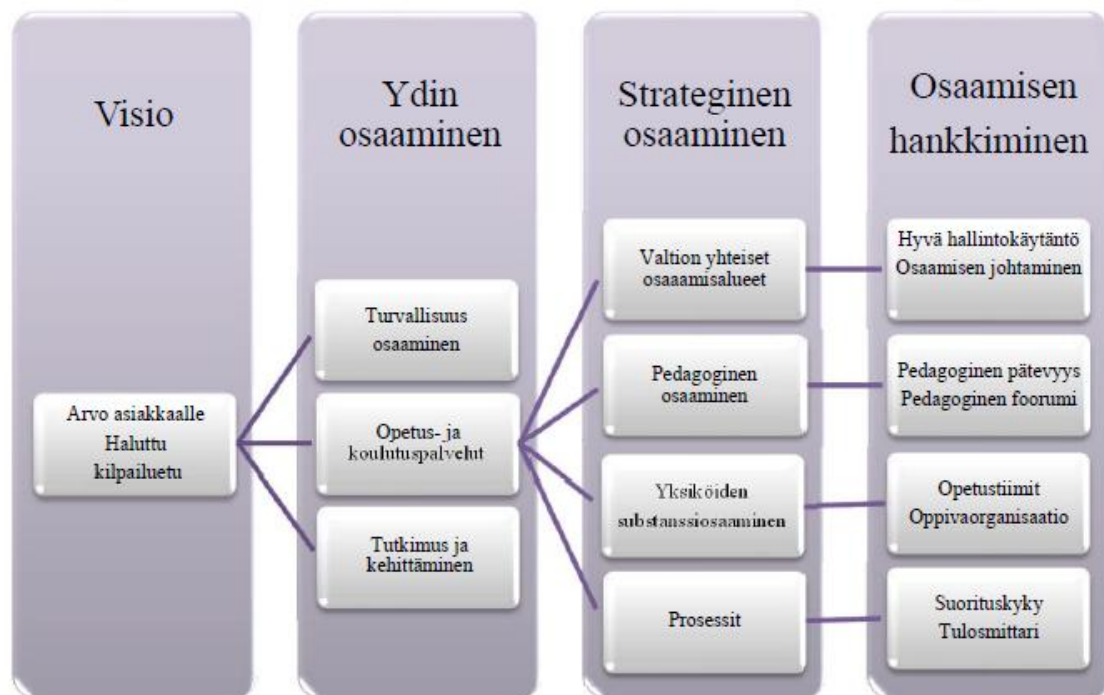 Visio
Arvo asiakkaalle
Haluttu
kilpailuetu
Ydin
osaaminen
Turvallisuus
osaaminen
Opetus- ja
koulutuspalvelut
Tutkimus ja
kehittäminen
Strateginen
osaaminen
Valtion yhteiset
osaaamisalueet
Pedagoginen
osaaminen
Yksiköiden
substanssiosaaminen
Prosessit
Osaamisen
hankkiminen
Hyvä hallintokäytäntö
Osaamisen johtaminen
Pedagoginen pätevyys
Pedagoginen foorumi
Opetustiimit
Oppivaorganisaatio
Suorituskyky
Tulosmittari